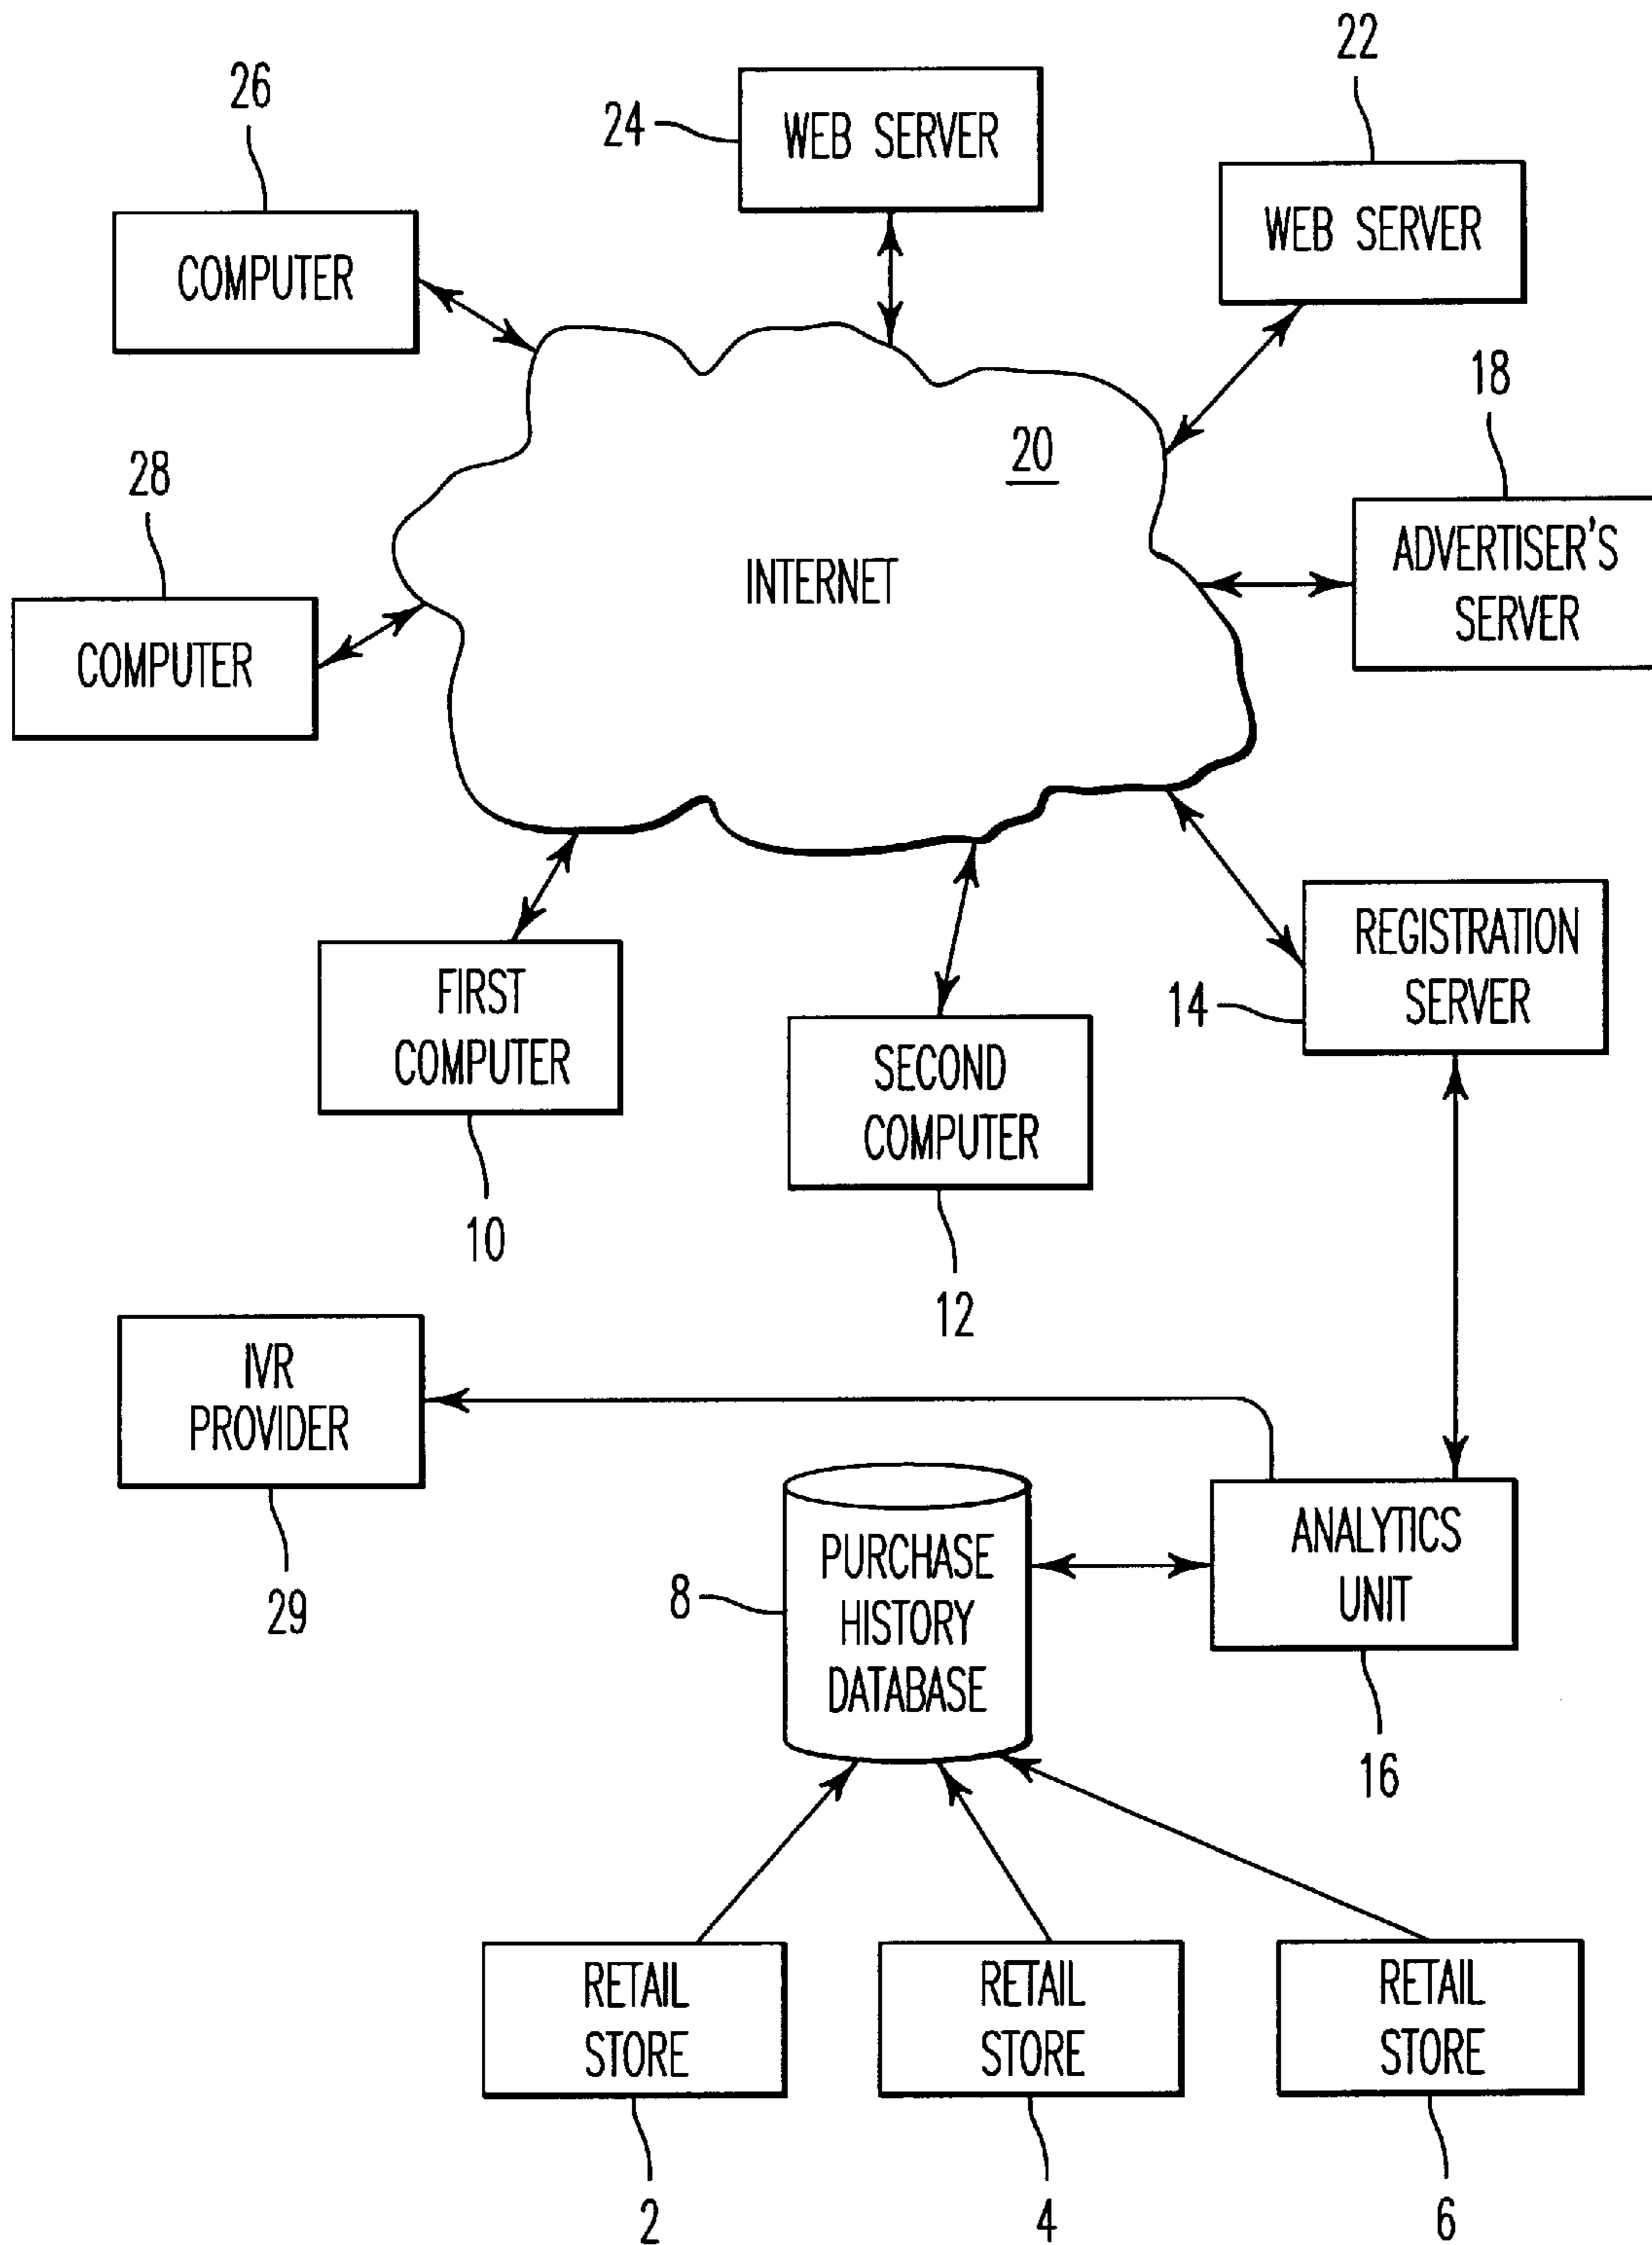 22
26
24
WEB SERVER
WEB SERVER
COMPUTER
18
20
28
ADVERTISER'S
SERVER
INTERNET
COMPUTER
REGISTRATION
SERVER
14
FIRST
COMPUTER
SECOND
COMPUTER
10
12
IVR
PROVIDER
29
8
PURCHASE
HISTORY
DATABASE
ANALYTICS
UNIT
16
RETAIL
STORE
RETAIL
STORE
RETAIL
STORE
2
4
6